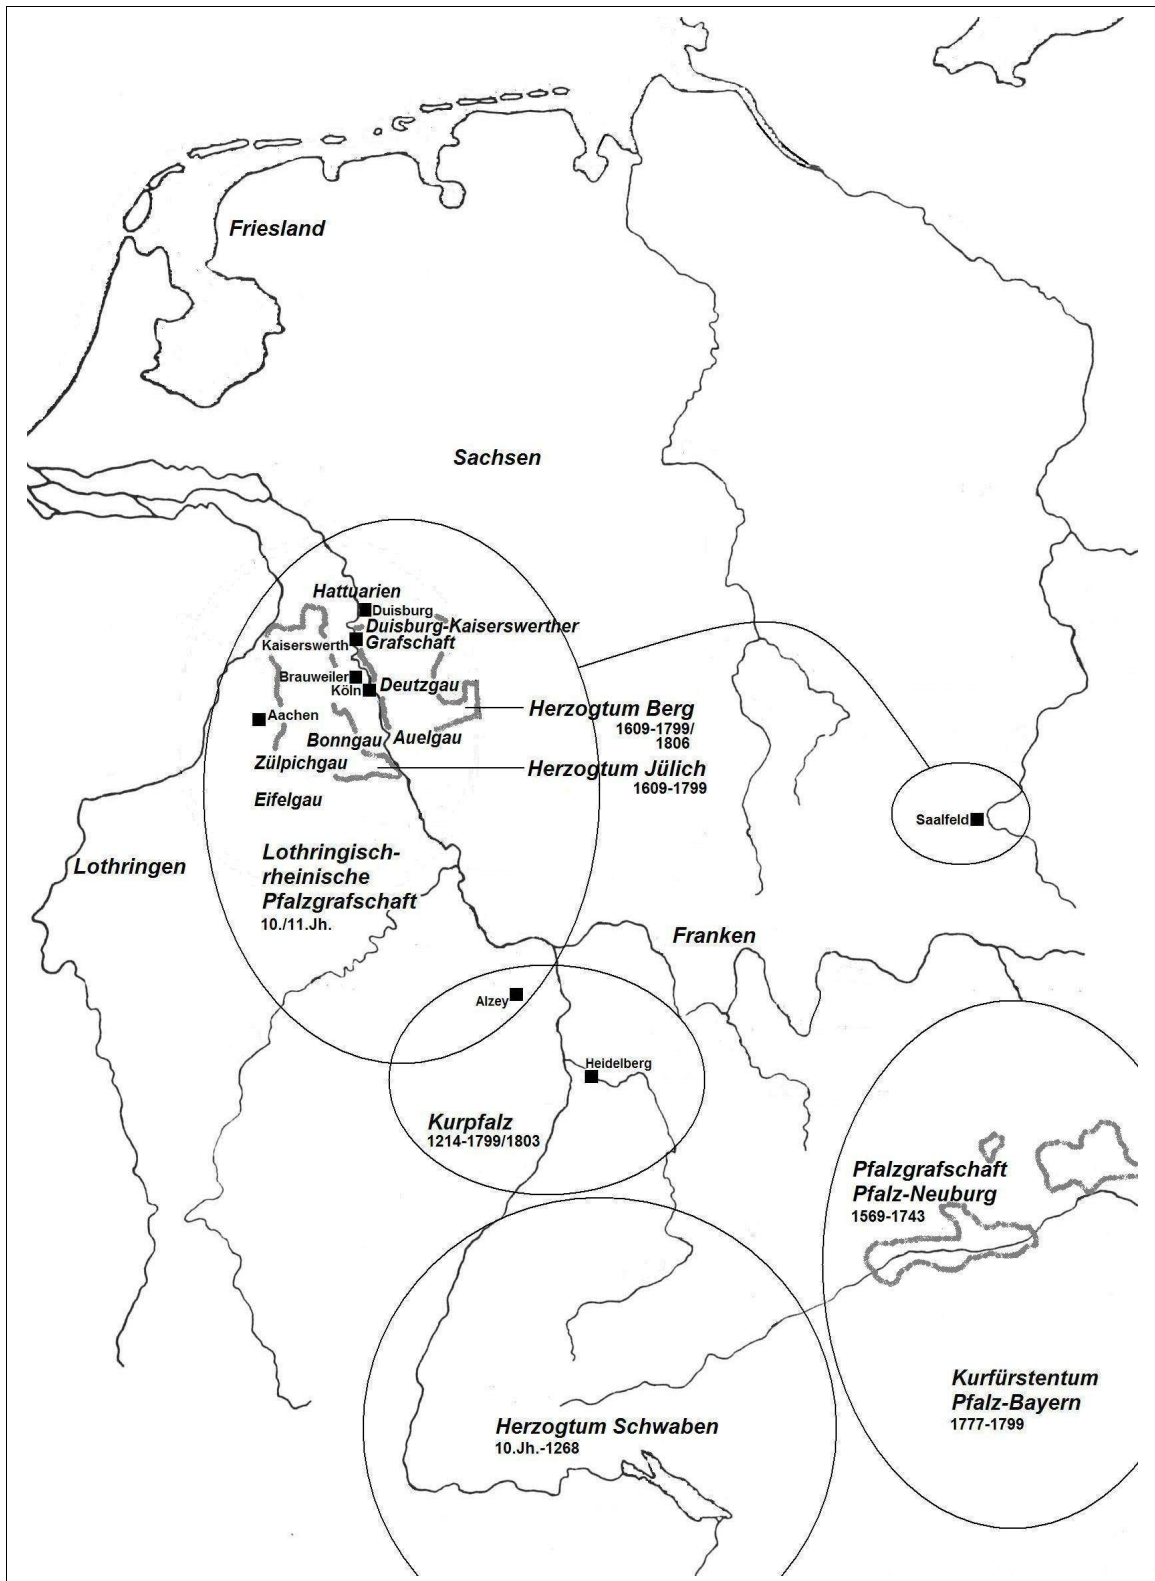 Friesland
Sachsen
Hattuarien
Duisburg
Duisburg-Kaiserswerther
Grafschaft
Kaiserswerth
Brauweiler
Köln
Deutzgau
Aachen
Herzogtum Berg
1609-1799/
1806
Bonngau
Auelgau
Zülpichgau
Herzogtum Jülich
1609-1799
Eifelgau
Saalfeld
Lothringen
Lothringisch-
rheinische
Pfalzgrafschaft
10./11.Jh.
Franken
Alzey
Heidelberg
Kurpfalz
1214-1799/1803
Pfalzgrafschaft
Pfalz-Neuburg
1569-1743
Kurfürstentum
Pfalz-Bayern
1777-1799
Herzogtum Schwaben
10.Jh.-1268